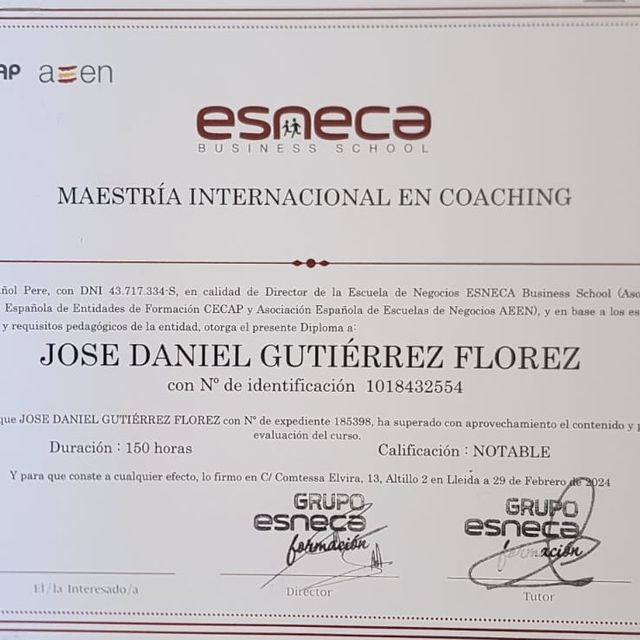 AP aeen
esneca
BUSINESS SCHOOL
MAESTRÍA INTERNACIONAL EN COACHING
ñol Pere, con DNI 43.717.334-S, en calidad de Director de la Escuela de Negocios ESNECA Business School (Aso
Española de Entidades de Formación CECAP y Asociación Española de Escuelas de Negocios AEEN), y en base a los es
y requisitos pedagógicos de la entidad, otorga el presente Diploma a:
JOSE DANIEL GUTIÉRREZ FLOREZ
con Nº de identificación 1018432554
que JOSE DANIEL GUTIÉRREZ FLOREZ con Nº de expediente 185398, ha superado con aprovechamiento el contenido y p
evaluación del curso.
Duración : 150 horas Calificación : NOTABLE
Y para que conste a cualquier efecto, lo firmo en C/ Comtessa Elvira, 13, Altillo 2 en Lleida a 29 de Febrero de 2024
GRUPO GRUPO
esneca esneca
formación formación
El/la Interesado/a Director Tutor